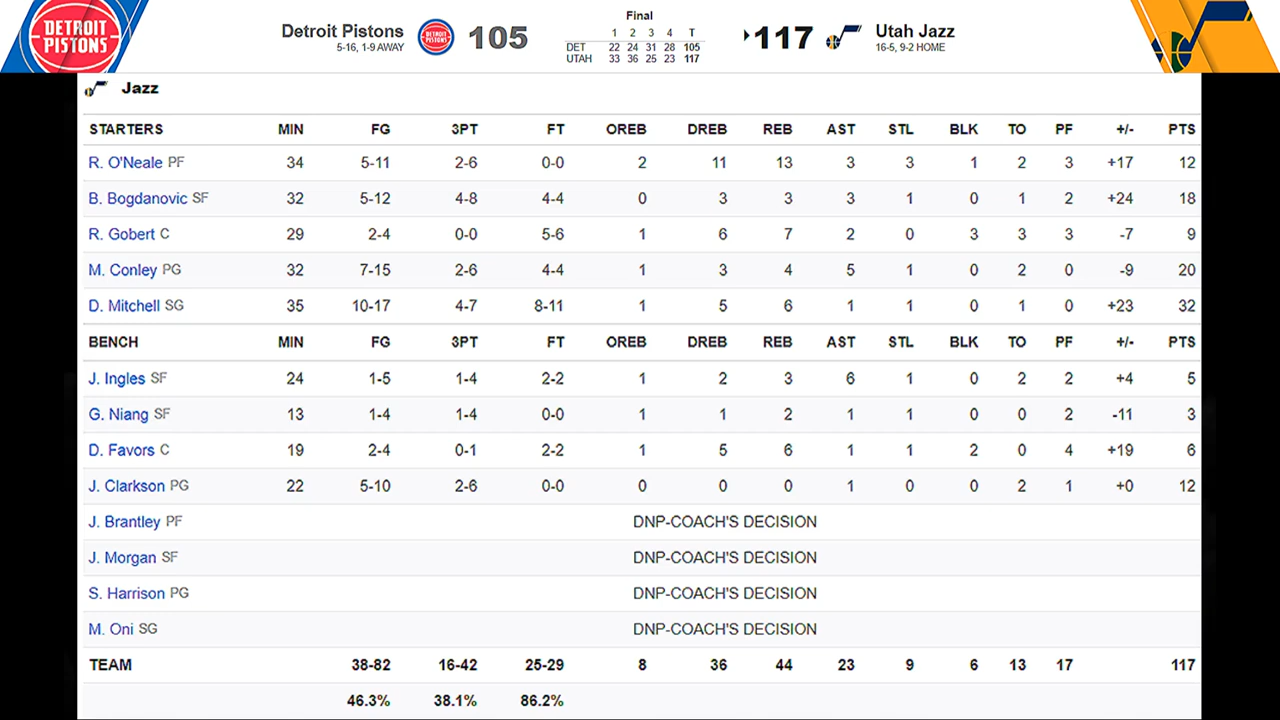 DETROIT
PISTONS
Detroit Pistons
5-16, 1-9 AWAY
DETROIT
PISTONS
105
Final
1 2 3 4 T
DET 22 24 31 28 105
UTAH 33 36 25 23 117
117
Utah Jazz
16-5, 9-2 HOME
Jazz
STARTERS MIN FG 3PT FT OREB DREB REB AST STL BLK TO PF +/- PTS
R. O'Neale PF 34 5-11 2-6 0-0 2 11 13 3 3 1 2 3 +17 12
B. Bogdanovic SF 32 5-12 4-8 4-4 0 3 3 3 1 0 1 2 +24 18
R. Gobert C 29 2-4 0-0 5-6 1 6 7 2 0 3 3 3 -7 9
M. Conley PG 32 7-15 2-6 4-4 1 3 4 5 1 0 2 0 -9 20
D. Mitchell SG 35 10-17 4-7 8-11 1 5 6 1 1 0 1 0 +23 32
BENCH MIN FG 3PT FT OREB DREB REB AST STL BLK TO PF +/- PTS
J. Ingles SF 24 1-5 1-4 2-2 1 2 3 6 1 0 2 2 +4 5
G. Niang SF 13 1-4 1-4 0-0 1 1 2 1 1 0 0 2 -11 3
D. Favors C 19 2-4 0-1 2-2 1 5 6 1 1 2 0 4 +19 6
J. Clarkson PG 22 5-10 2-6 0-0 0 0 0 1 0 0 2 1 +0 12
J. Brantley PF DNP-COACH'S DECISION
J. Morgan SF DNP-COACH'S DECISION
S. Harrison PG DNP-COACH'S DECISION
M. Oni SG DNP-COACH'S DECISION
TEAM 38-82 16-42 25-29 8 36 44 23 9 6 13 17 117
46.3% 38.1% 86.2%